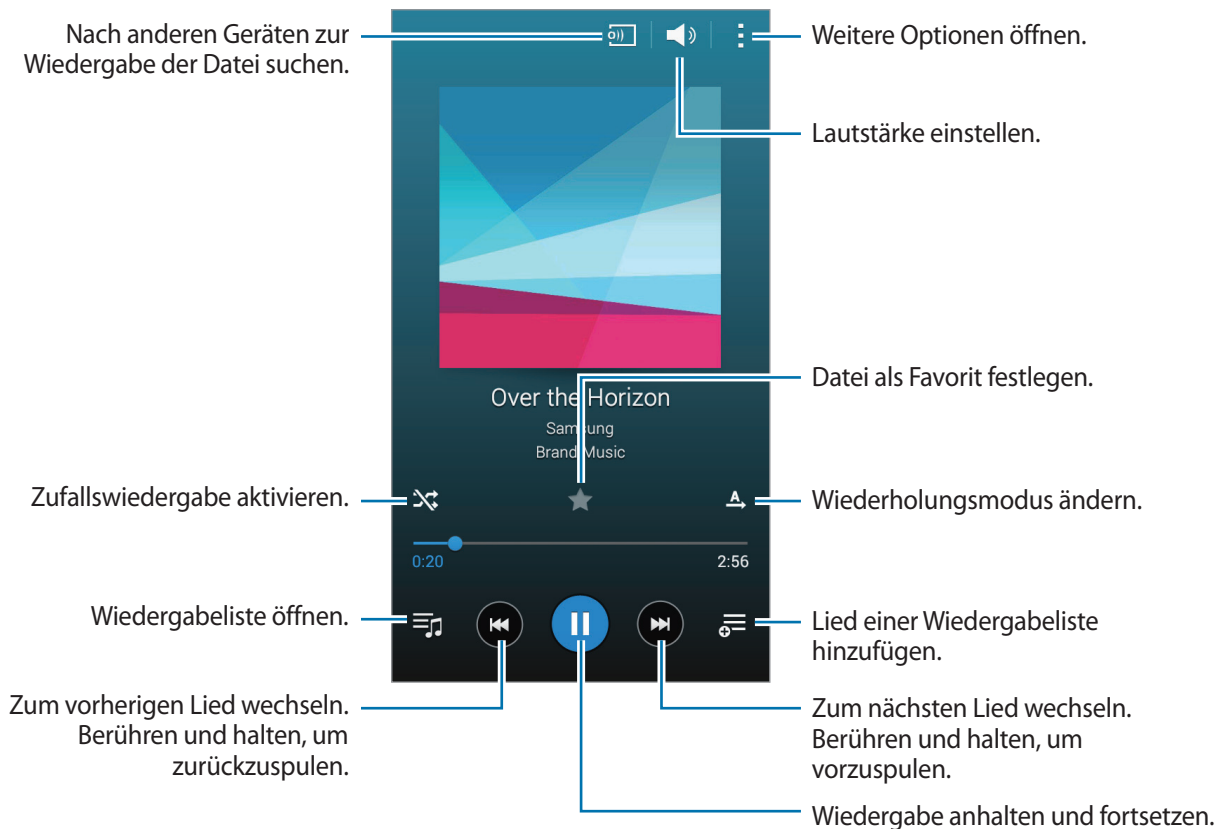 Nach anderen Geräten zur
Wiedergabe der Datei suchen.
Weitere Optionen öffnen.
Lautstärke einstellen.
Datei als Favorit festlegen.
Over the Horizon
Samsung
Brand Music
Zufallswiedergabe aktivieren.
A
Wiederholungsmodus ändern.
0:20
2:56
Wiedergabeliste öffnen.
Lied einer Wiedergabeliste
hinzufügen.
Zum vorherigen Lied wechseln.
Berühren und halten, um
zurückzuspulen.
Zum nächsten Lied wechseln.
Berühren und halten, um
vorzuspulen.
Wiedergabe anhalten und fortsetzen.